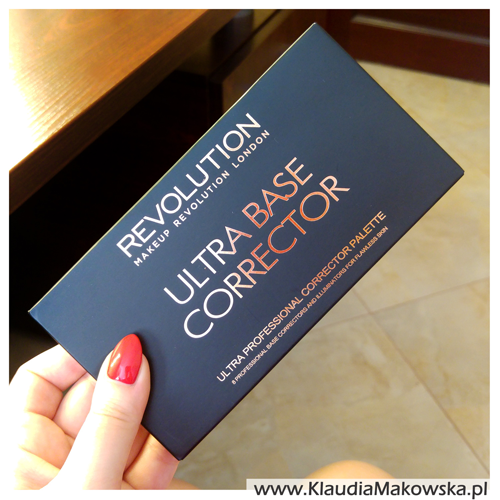 REVOLUTION
MAKEUP REVOLUTION LONDON
ULTRA BASE
CORRECTOR
ULTRA PROFESSIONAL CORRECTOR PALETTE
8 PROFESSIONAL BASE CORRECTORS AND ILLUMINATORS FOR FLAWLESS SKIN
www.KlaudiaMakowska.pl